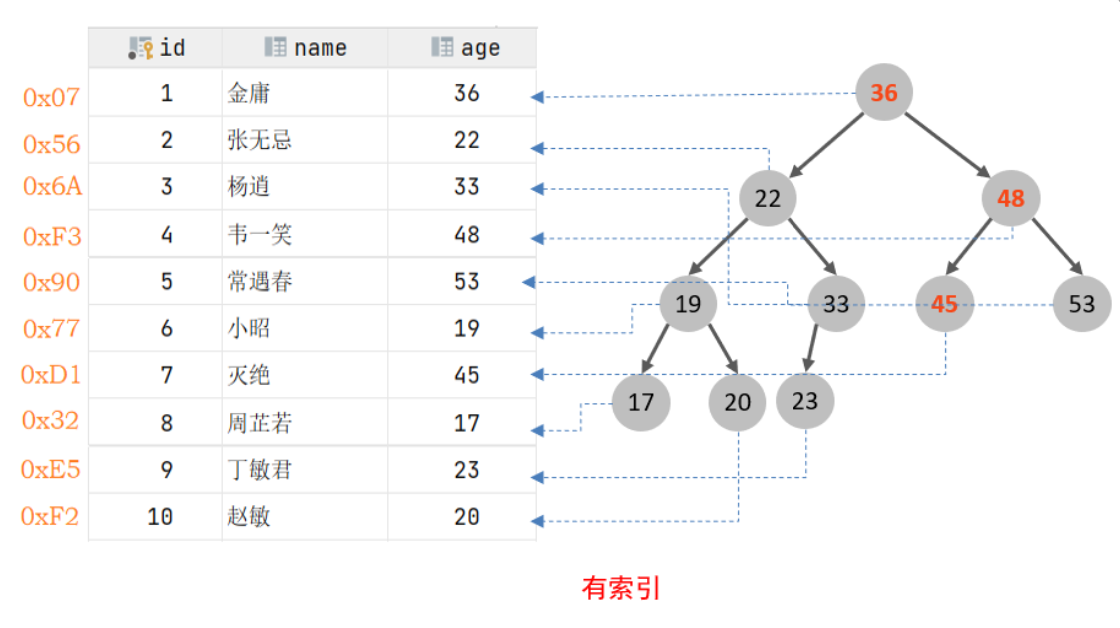 id name age
0x07 1 金庸 36
0x56 2 张无忌 22
0x6A 3 杨逍 33
0xF3 4 韦一笑 48
0x90 5 常遇春 53
0x77 6 小昭 19
0xD1 7 灭绝 45
0x32 8 周芷若 17
0xE5 9 丁敏君 23
0xF2 10 赵敏 20
36
22 48
19 33 45 53
17 20 23
有索引